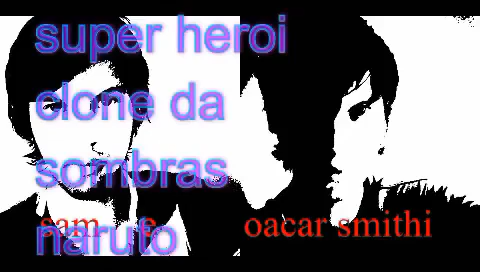 super heroi
clone da
sombras
naruto
sam e
oacar smithi